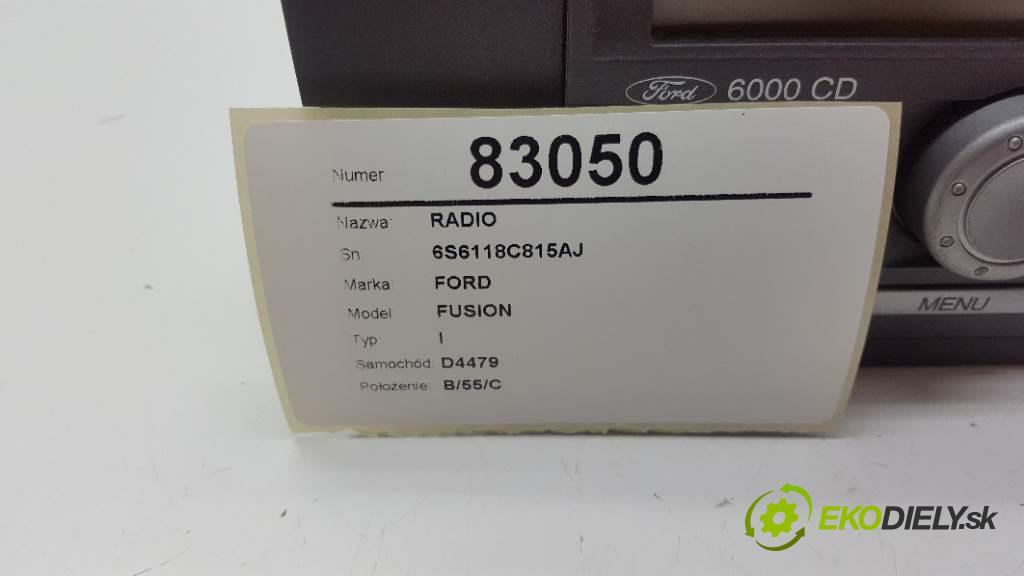 Ford 6000 CD
Numer 83050
Nazwa: RADIO
Sn: 6S6118C815AJ
Marka: FORD
Model FUSION
Typ: I
Samochód: D4479
Położenie: B/55/C
MENU
EKODIELY.sk